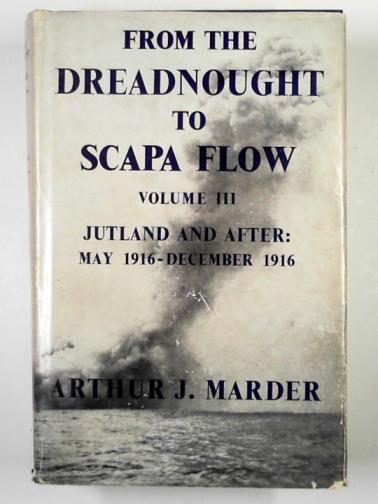 FROM THE
DREADNOUGHT
TO
SCAPA FLOW
VOLUME III
JUTLAND AND AFTER:
MAY 1916-DECEMBER 1916
ARTHUR J. MARDER